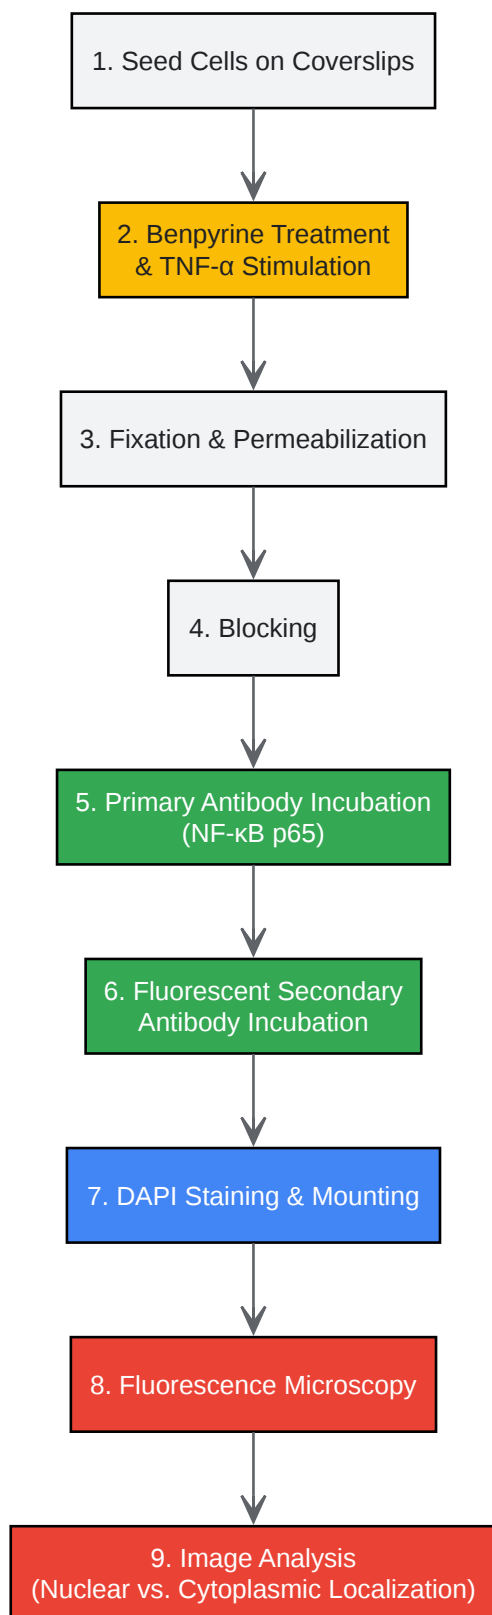 1. Seed Cells on Coverslips
2. Benpyrine Treatment
& TNF-α Stimulation
3. Fixation & Permeabilization
4. Blocking
5. Primary Antibody Incubation
(NF-κB p65)
6. Fluorescent Secondary
Antibody Incubation
7. DAPI Staining & Mounting
8. Fluorescence Microscopy
9. Image Analysis
(Nuclear vs. Cytoplasmic Localization)